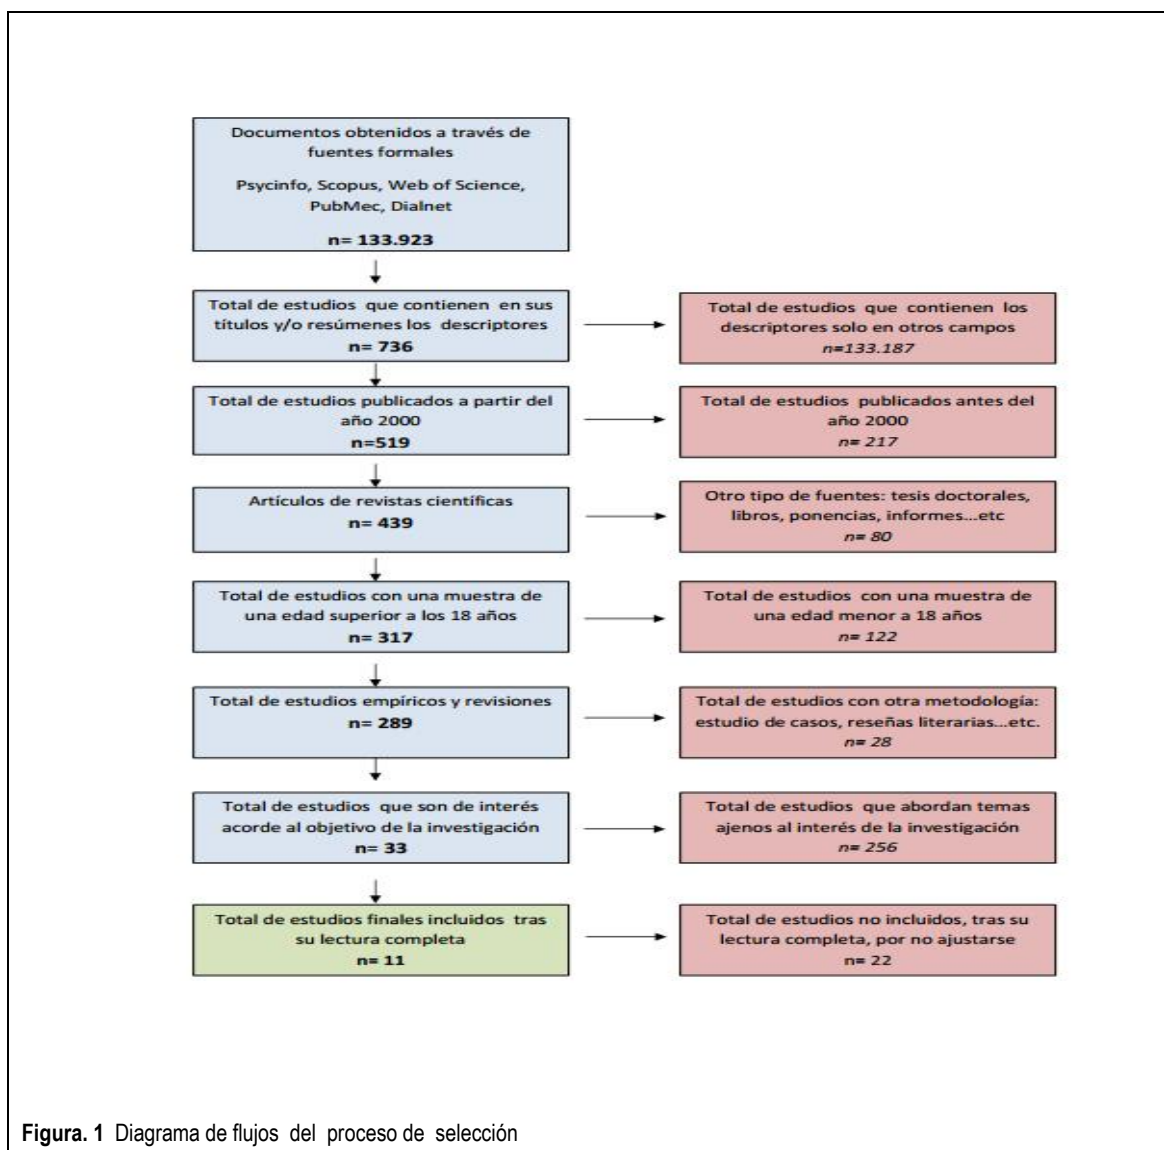 Documentos obtenidos a través de
fuentes formales
Psycinfo, Scopus, Web of Science,
PubMec, Dialnet
n= 133.923
Total de estudios que contienen en sus
títulos y/o resúmenes los descriptores
n= 736
Total de estudios que contienen los
descriptores solo en otros campos
n=133.187
Total de estudios publicados a partir del
año 2000
n=519
Total de estudios publicados antes del
año 2000
n= 217
Artículos de revistas científicas
n= 439
Otro tipo de fuentes: tesis doctorales,
libros, ponencias, informes...etc
n= 80
Total de estudios con una muestra de
una edad superior a los 18 años
n= 317
Total de estudios con una muestra de
una edad menor a 18 años
n= 122
Total de estudios empíricos y revisiones
n= 289
Total de estudios con otra metodología:
estudio de casos, reseñas literarias...etc.
n= 28
Total de estudios que son de interés
acorde al objetivo de la investigación
n= 33
Total de estudios que abordan temas
ajenos al interés de la investigación
n= 256
Total de estudios finales incluidos tras
su lectura completa
n= 11
Total de estudios no incluidos, tras su
lectura completa, por no ajustarse
n= 22
Figura. 1 Diagrama de flujos del proceso de selección